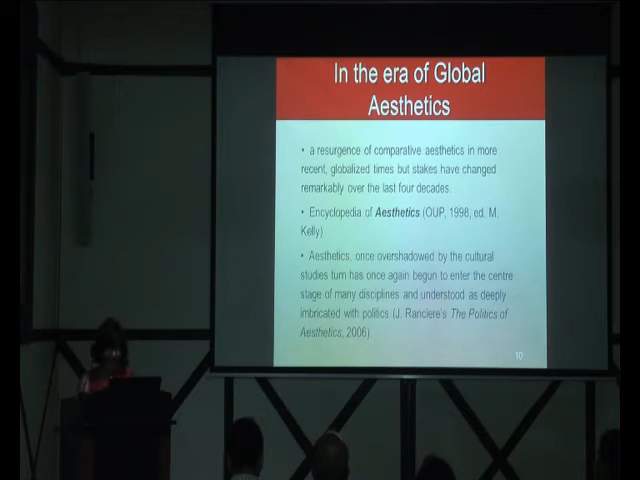 In the era of Global
Aesthetics
• a resurgence of comparative aesthetics in more
recent, globalized times but stakes have changed
remarkably over the last four decades.
• Encyclopedia of Aesthetics (OUP, 1998, ed. M.
Kelly)
• Aesthetics, once overshadowed by the cultural
studies turn has once again begun to enter the centre
stage of many disciplines and understood as deeply
imbricated with politics (J. Ranciere's The Politics of
Aesthetics, 2006)
10